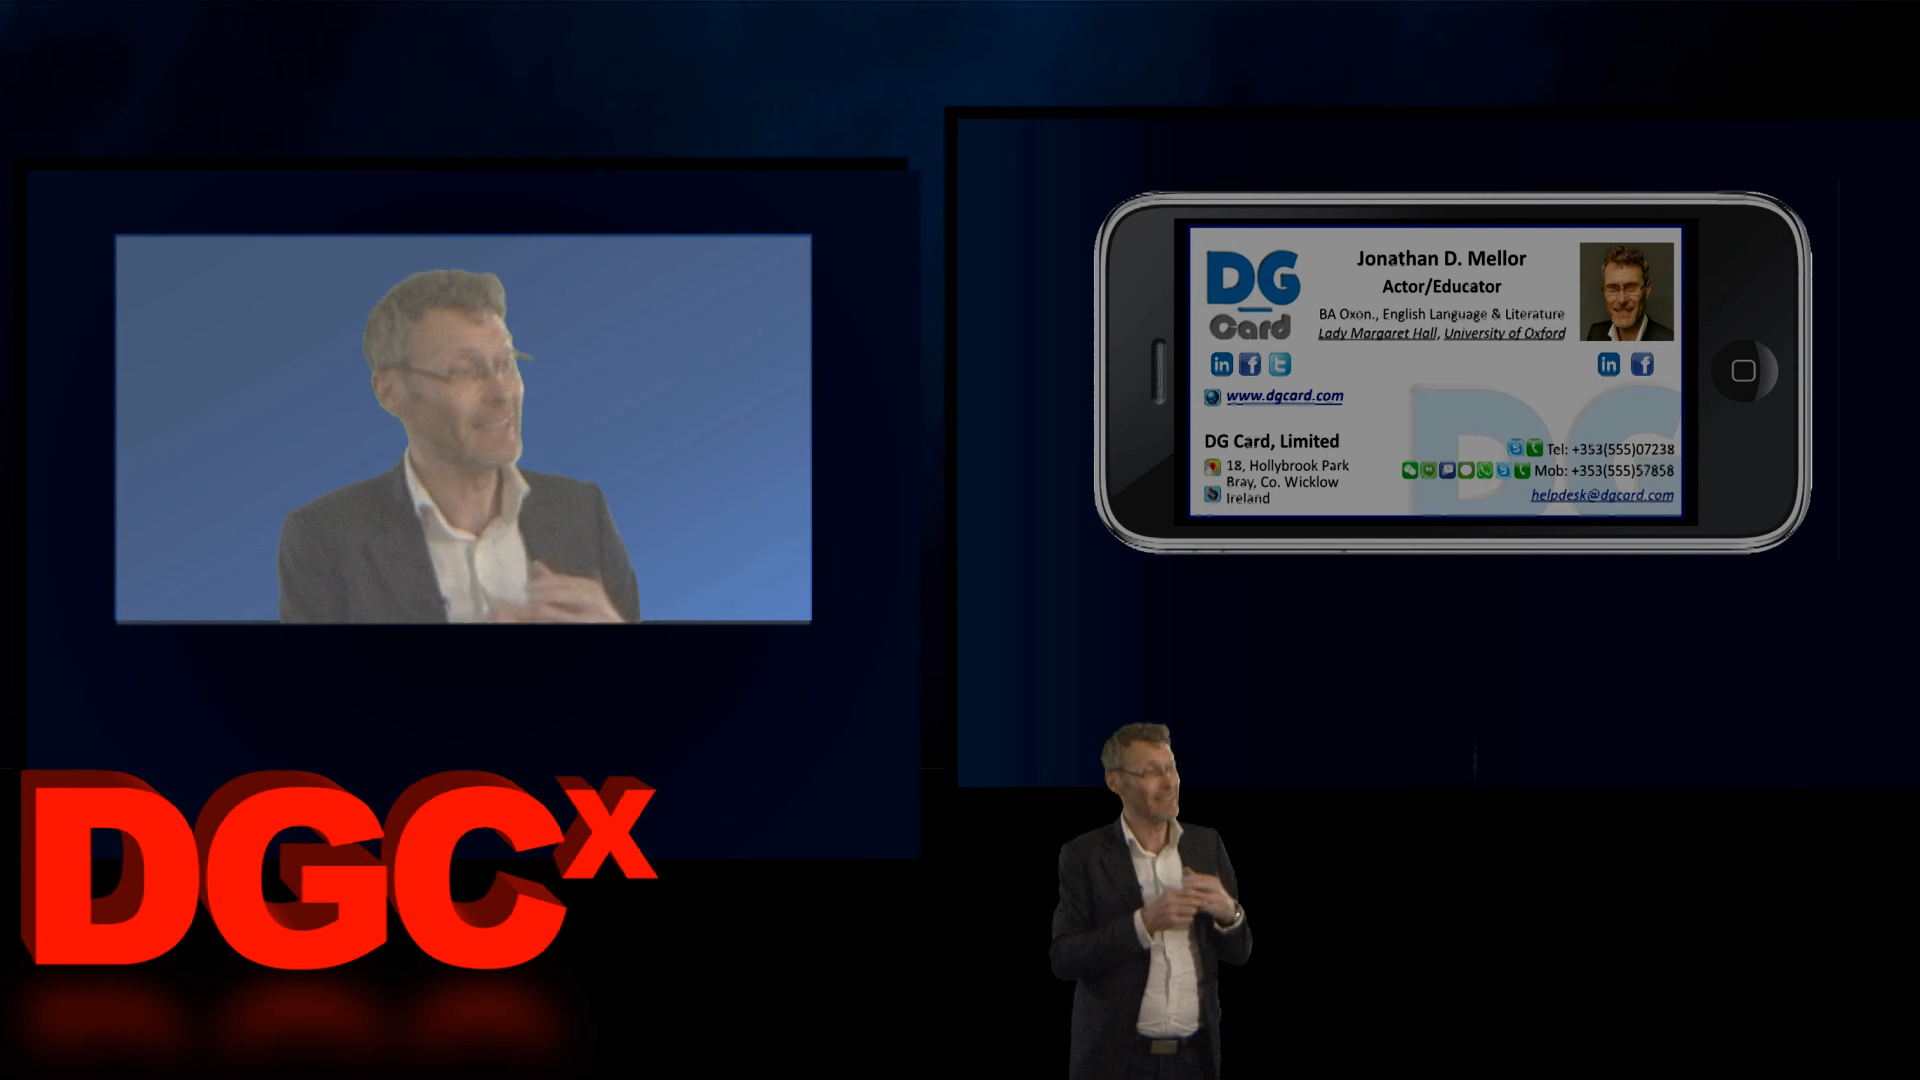 DG
Card
Jonathan D. Mellor
Actor/Educator
BA Oxon., English Language & Literature
Lady Margaret Hall, University of Oxford
www.dgcard.com
DG Card, Limited
18, Hollybrook Park
Bray, Co. Wicklow
Ireland
Tel: +353(555)07238
Mob: +353(555)57858
helpdesk@dgcard.com
DGCx